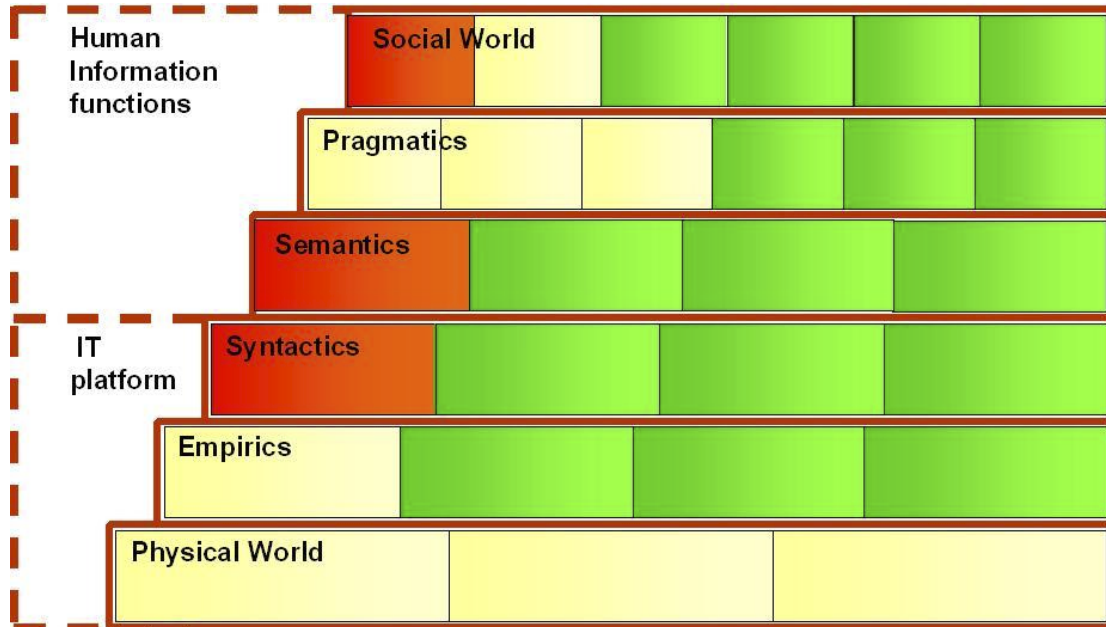 Human
Information
functions
Social World
Pragmatics
Semantics
IT
platform
Syntactics
Empirics
Physical World